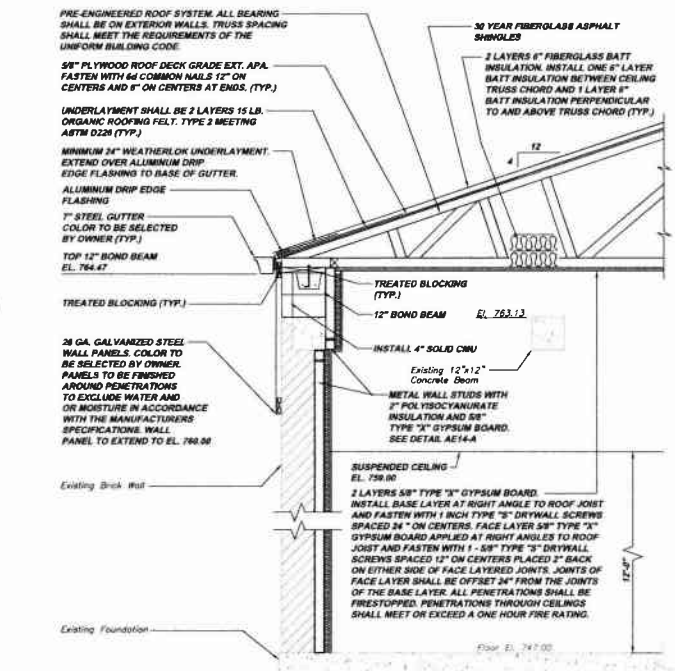 PRE-ENGINEERED ROOF SYSTEM. ALL BEARING
SHALL BE ON EXTERIOR WALLS. TRUSS SPACING
SHALL MEET THE REQUIREMENTS OF THE
UNIFORM BUILDING CODE.
5/8" PLYWOOD ROOF DECK GRADE EXT. APA.
FASTEN WITH 6d COMMON NAILS 12" ON
CENTERS AND 6" ON CENTERS AT ENDS. (TYP.)
UNDERLAYMENT SHALL BE 2 LAYERS 15 LB.
ORGANIC ROOFING FELT. TYPE 2 MEETING
ASTM D226 (TYP.)
MINIMUM 24" WEATHERLOK UNDERLAYMENT.
EXTEND OVER ALUMINUM DRIP
EDGE FLASHING TO BASE OF GUTTER.
ALUMINUM DRIP EDGE
FLASHING
7" STEEL GUTTER
COLOR TO BE SELECTED
BY OWNER (TYP.)
TOP 12" BOND BEAM
EL. 764.47
TREATED BLOCKING (TYP.)
26 GA. GALVANIZED STEEL
WALL PANELS. COLOR TO
BE SELECTED BY OWNER.
PANELS TO BE FINISHED
AROUND PENETRATIONS
TO EXCLUDE WATER AND
OR MOISTURE IN ACCORDANCE
WITH THE MANUFACTURERS
SPECIFICATIONS. WALL
PANEL TO EXTEND TO EL. 760.00
Existing Brick Wall
Existing Foundation
30 YEAR FIBERGLASS ASPHALT
SHINGLES
2 LAYERS 6" FIBERGLASS BATT
INSULATION. INSTALL ONE 6" LAYER
BATT INSULATION BETWEEN CEILING
TRUSS CHORD AND 1 LAYER 6"
BATT INSULATION PERPENDICULAR
TO AND ABOVE TRUSS CHORD (TYP.)
12
4
TREATED BLOCKING
(TYP.)
12" BOND BEAM
EL. 763.13
INSTALL 4" SOLID CMU
Existing 12"x12"
Concrete Beam
METAL WALL STUDS WITH
2" POLYISOCYANURATE
INSULATION AND 5/8"
TYPE "X" GYPSUM BOARD.
SEE DETAIL AE14-A
SUSPENDED CEILING
EL. 759.00
2 LAYERS 5/8" TYPE "X" GYPSUM BOARD.
INSTALL BASE LAYER AT RIGHT ANGLE TO ROOF JOIST
AND FASTEN WITH 1 INCH TYPE "S" DRYWALL SCREWS
SPACED 24 " ON CENTERS. FACE LAYER 5/8" TYPE "X"
GYPSUM BOARD APPLIED AT RIGHT ANGLES TO ROOF
JOIST AND FASTEN WITH 1 - 5/8" TYPE "S" DRYWALL
SCREWS SPACED 12" ON CENTERS PLACED 2" BACK
ON EITHER SIDE OF FACE LAYERED JOINTS. JOINTS OF
FACE LAYER SHALL BE OFFSET 24" FROM THE JOINTS
OF THE BASE LAYER. ALL PENETRATIONS SHALL BE
FIRESTOPPED. PENETRATIONS THROUGH CEILINGS
SHALL MEET OR EXCEED A ONE HOUR FIRE RATING.
12'-0"
Floor El. 747.00